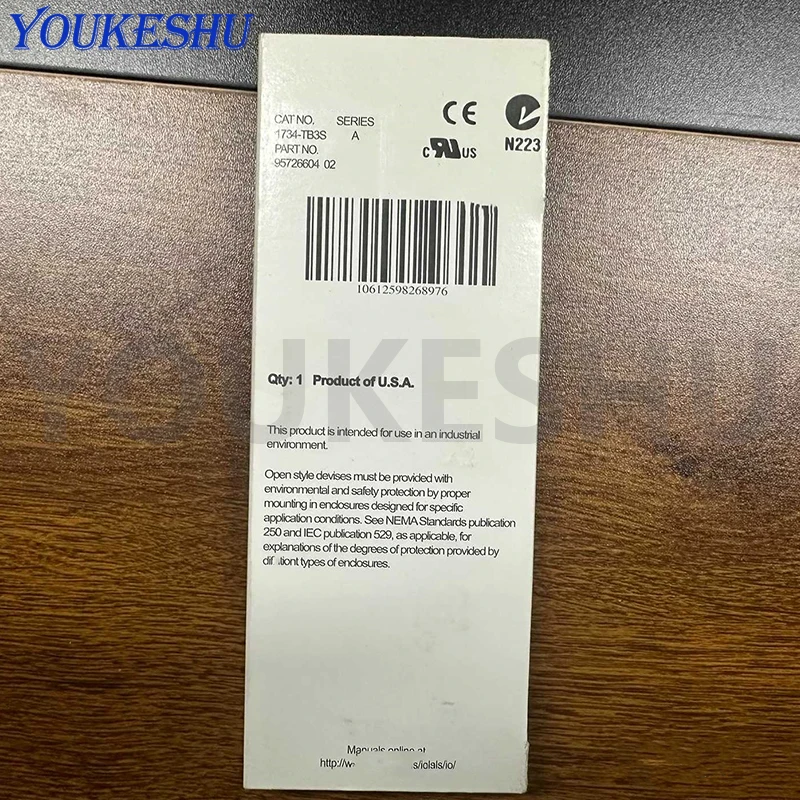 YOUKESHU
CAT NO. SERIES
1734-TB3S A
PART NO.
95726604 02
CE
c US
N223
10612598268976
YOUKESHU
Qty: 1 Product of U.S.A.
This product is intended for use in an industrial
environment.
Open style devises must be provided with
environmental and safety protection by proper
mounting in enclosures designed for specific
application conditions. See NEMA Standards publication
250 and IEC publication 529, as applicable, for
explanations of the degrees of protection provided by
types of enclosures.
Manuals online at